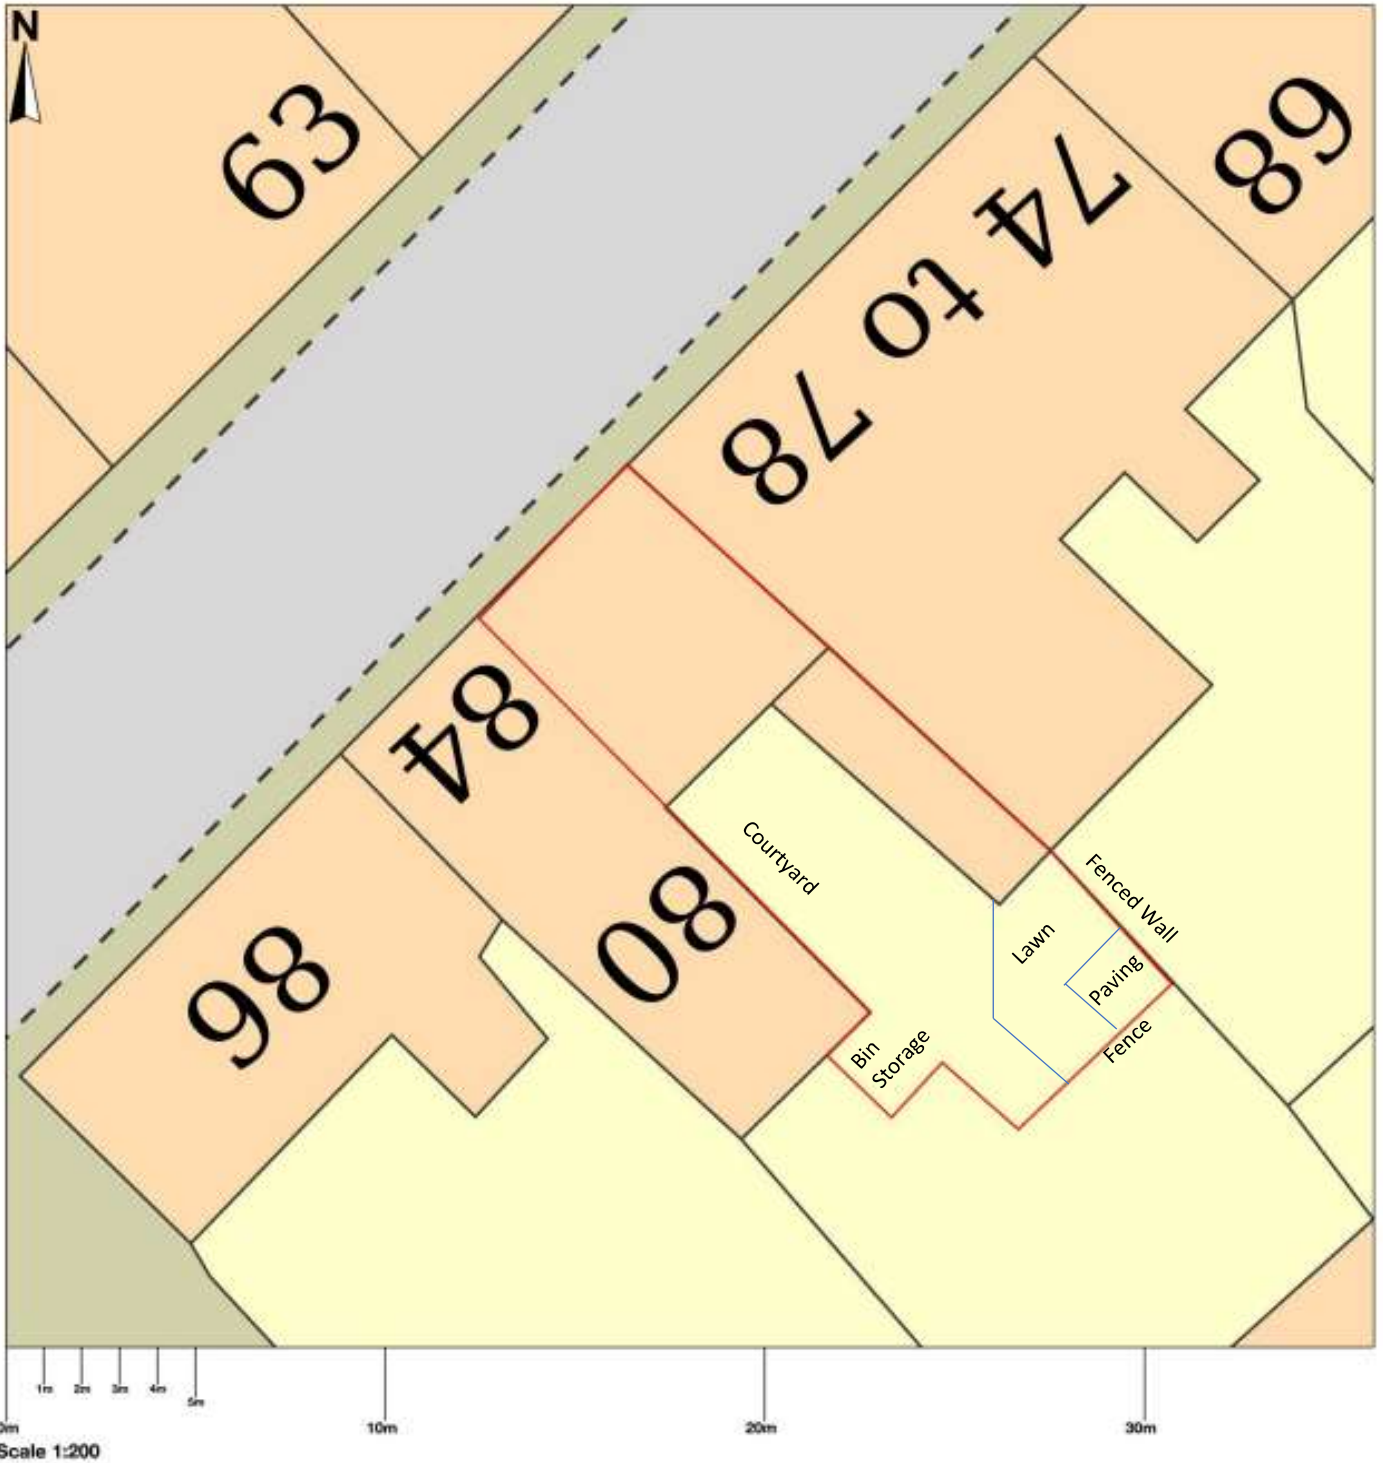 N
63
68
74 to 78
84
80
86
Courtyard
Fenced Wall
Lawn
Paving
Fence
Bin
Storage
1m 2m 3m 4m
5m
0m 10m 20m 30m
Scale 1:200